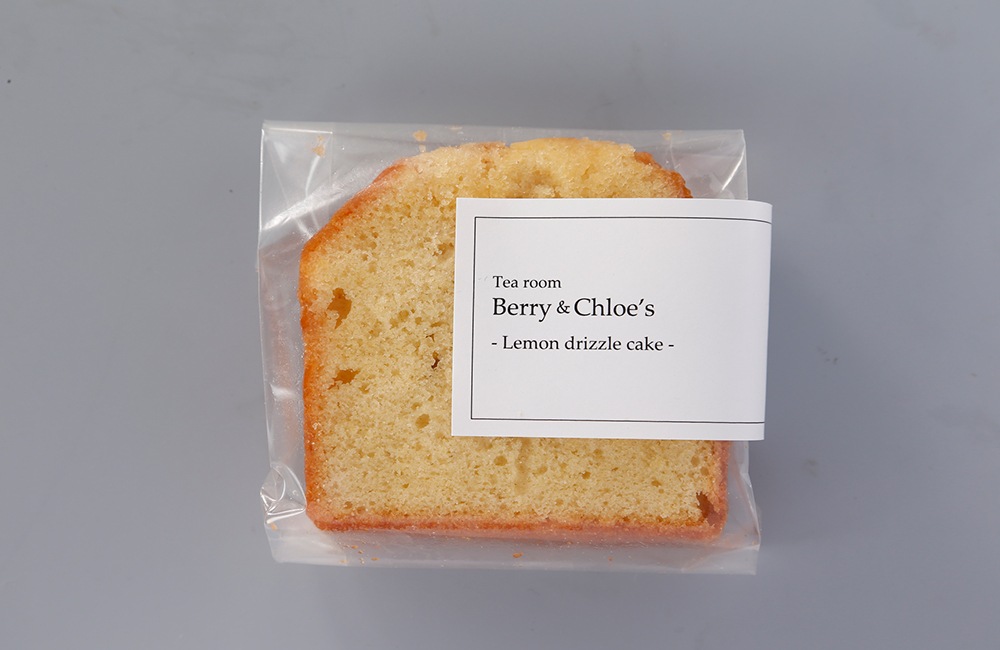 Tea room
Berry & Chloe's
- Lemon drizzle cake -